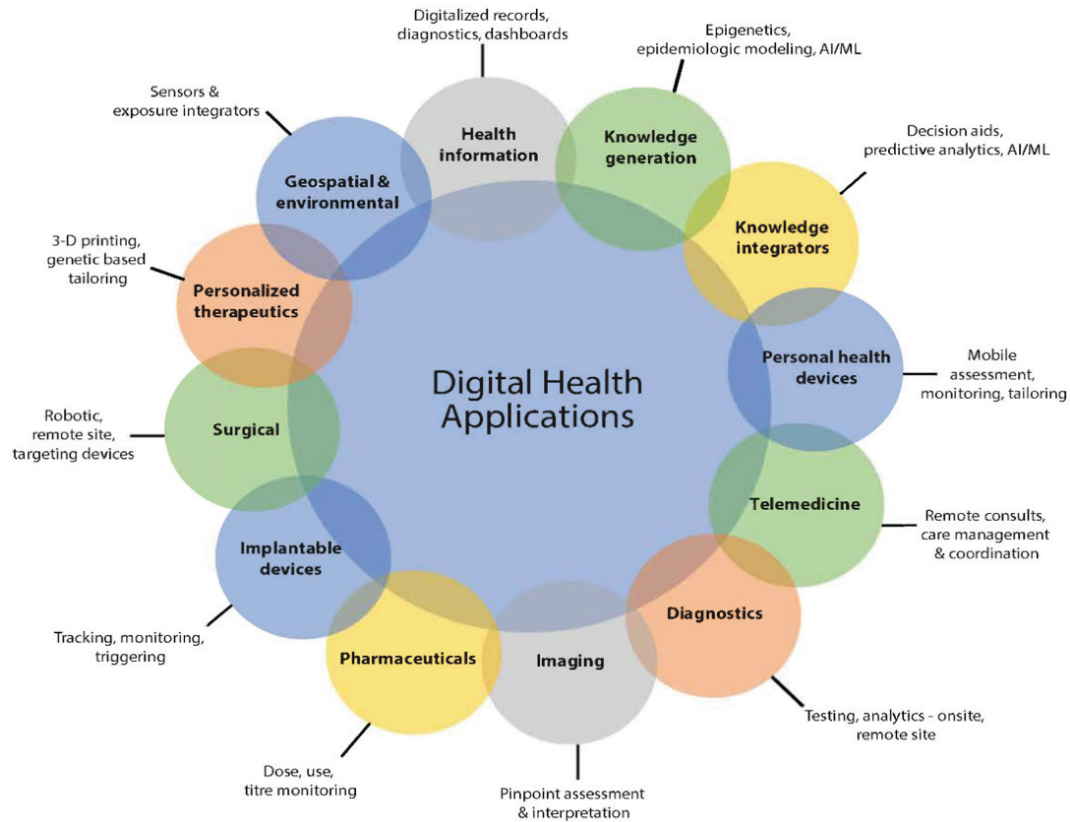 Digitalized records,
diagnostics, dashboards
Health
information
Epigenetics,
epidemiologic modeling, AI/ML
Knowledge
generation
Decision aids,
predictive analytics, AI/ML
Knowledge
integrators
Personal health
devices
Mobile
assessment,
monitoring, tailoring
Telemedicine
Remote consults,
care management
& coordination
Diagnostics
Testing, analytics - onsite,
remote site
Imaging
Pinpoint assessment
& interpretation
Pharmaceuticals
Dose, use,
titre monitoring
Implantable
devices
Tracking, monitoring,
triggering
Surgical
Robotic,
remote site,
targeting devices
Personalized
therapeutics
3-D printing,
genetic based
tailoring
Geospatial &
environmental
Sensors &
exposure integrators
Digital Health
Applications